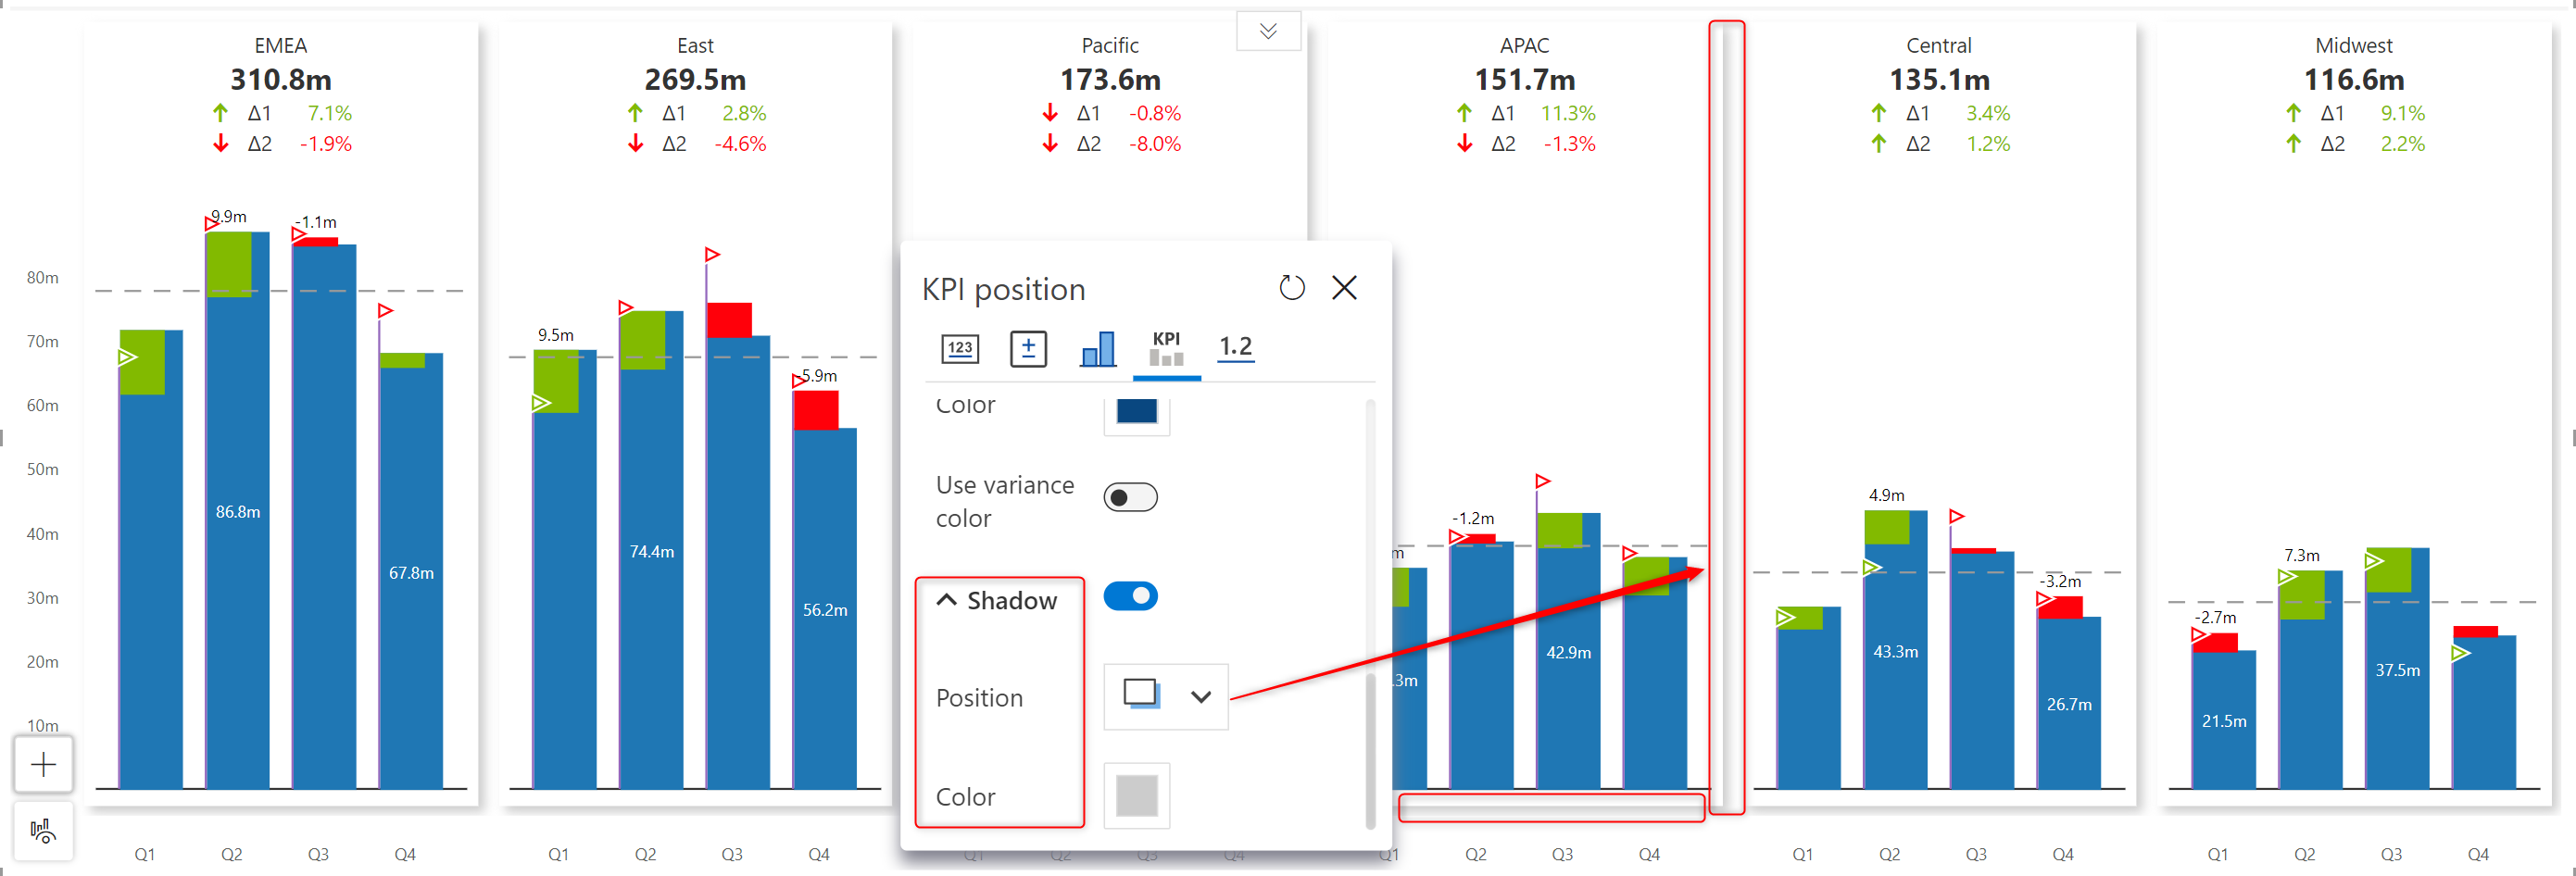 EMEA
310.8m
Δ1 7.1%
Δ2 -1.9%
East
269.5m
Δ1 2.8%
Δ2 -4.6%
Pacific
173.6m
Δ1 -0.8%
Δ2 -8.0%
APAC
151.7m
Δ1 11.3%
Δ2 -1.3%
Central
135.1m
Δ1 3.4%
Δ2 1.2%
Midwest
116.6m
Δ1 9.1%
Δ2 2.2%
80m
70m
60m
50m
40m
30m
20m
10m
9.9m
-1.1m
86.8m
67.8m
Q1 Q2 Q3 Q4
9.5m
-5.9m
74.4m
56.2m
Q1 Q2 Q3 Q4
KPI position
123
KPI
1.2
Color
Use variance
color
Shadow
Position
Color
Q1 Q2 Q3 Q4
m
-1.2m
.3m
42.9m
Q1 Q2 Q3 Q4
4.9m
-3.2m
43.3m
26.7m
Q1 Q2 Q3 Q4
-2.7m
7.3m
21.5m
37.5m
Q1 Q2 Q3 Q4